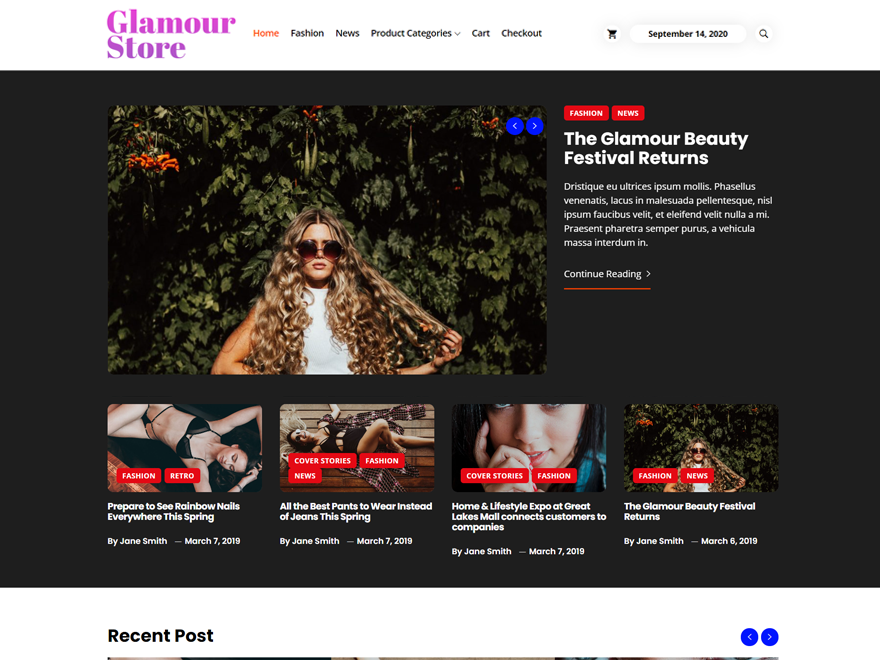 Glamour
Store
Home Fashion News Product Categories Cart Checkout
September 14, 2020
FASHION NEWS
The Glamour Beauty
Festival Returns
Dristique eu ultrices ipsum mollis. Phasellus
venenatis, lacus in malesuada pellentesque, nisl
ipsum faucibus velit, et eleifend velit nulla a mi.
Praesent pharetra semper purus, a vehicula
massa interdum in.
Continue Reading
FASHION RETRO
Prepare to See Rainbow Nails
Everywhere This Spring
By Jane Smith — March 7, 2019
COVER STORIES FASHION
NEWS
All the Best Pants to Wear Instead
of Jeans This Spring
By Jane Smith — March 7, 2019
COVER STORIES FASHION
Home & Lifestyle Expo at Great
Lakes Mall connects customers to
companies
By Jane Smith — March 7, 2019
FASHION NEWS
The Glamour Beauty Festival
Returns
By Jane Smith — March 6, 2019
Recent Post